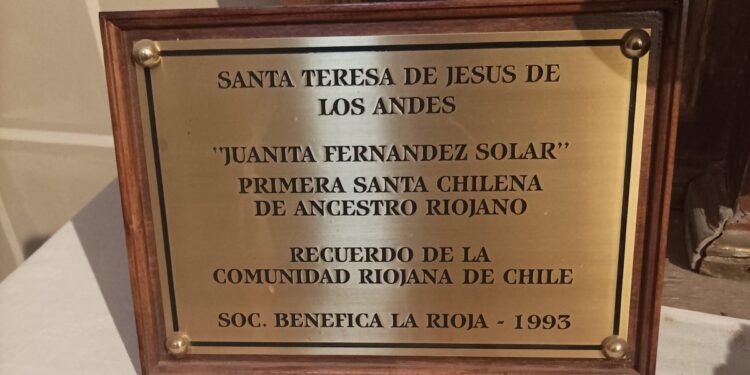 SANTA TERESA DE JESUS DE
LOS ANDES
"JUANITA FERNANDEZ SOLAR"
PRIMERA SANTA CHILENA
DE ANCESTRO RIOJANO
RECUERDO DE LA
COMUNIDAD RIOJANA DE CHILE
SOC. BENEFICA LA RIOJA - 1993